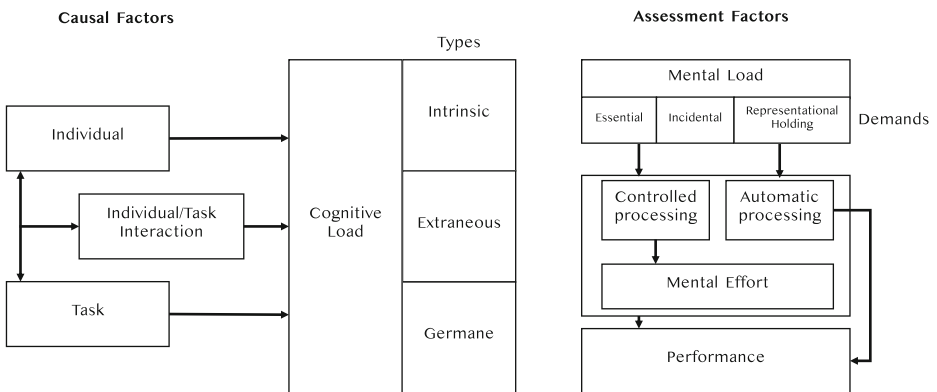 Causal Factors
Individual
Individual/Task
Interaction
Task
Cognitive
Load
Types
Intrinsic
Extraneous
Germane
Assessment Factors
Mental Load
Essential
Incidental
Representational
Holding
Demands
Controlled
processing
Automatic
processing
Mental Effort
Performance